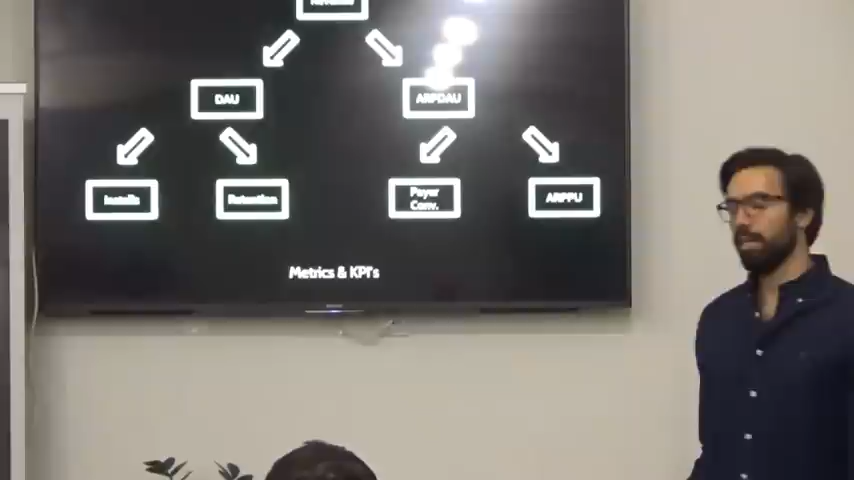 DAU
ARPDAU
Installs
Retention
Payer
Conv.
ARPPU
Metrics & KPI's